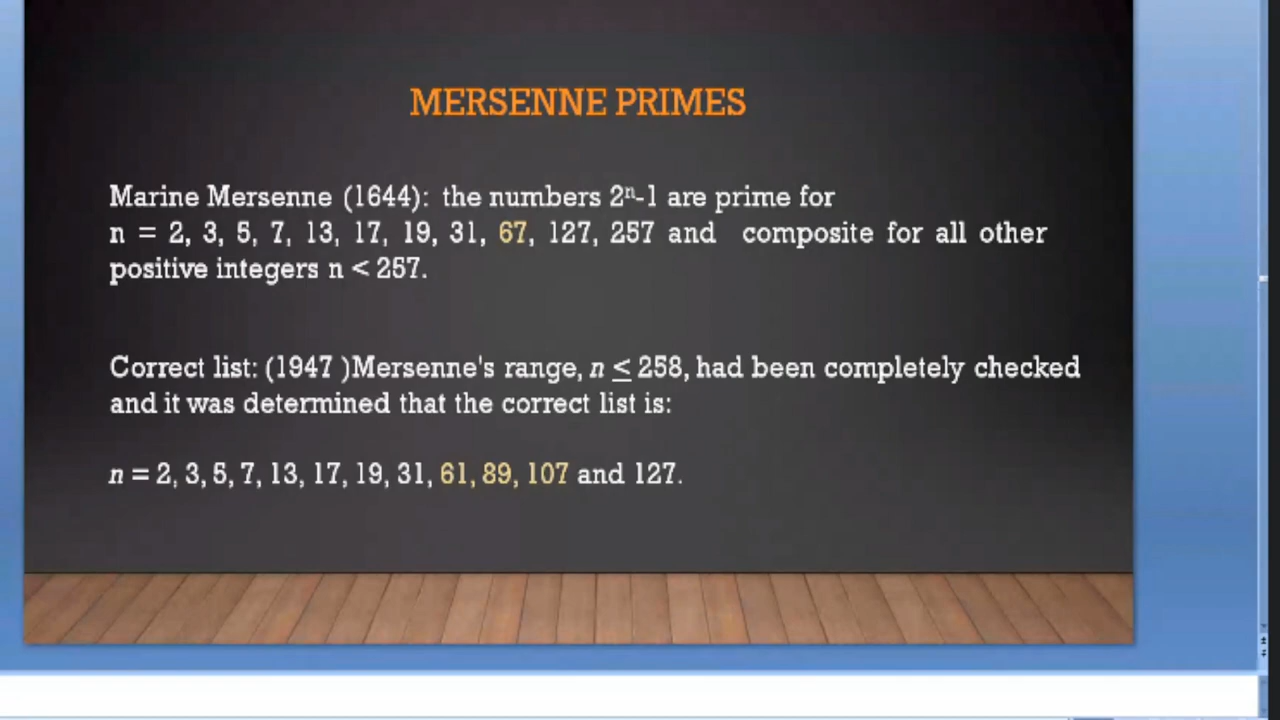 MERSENNE PRIMES
Marine Mersenne (1644): the numbers 2ⁿ-1 are prime for
n = 2, 3, 5, 7, 13, 17, 19, 31, 67, 127, 257 and composite for all other
positive integers n < 257.
Correct list: (1947 )Mersenne's range, n ≤ 258, had been completely checked
and it was determined that the correct list is:
n = 2, 3, 5, 7, 13, 17, 19, 31, 61, 89, 107 and 127.